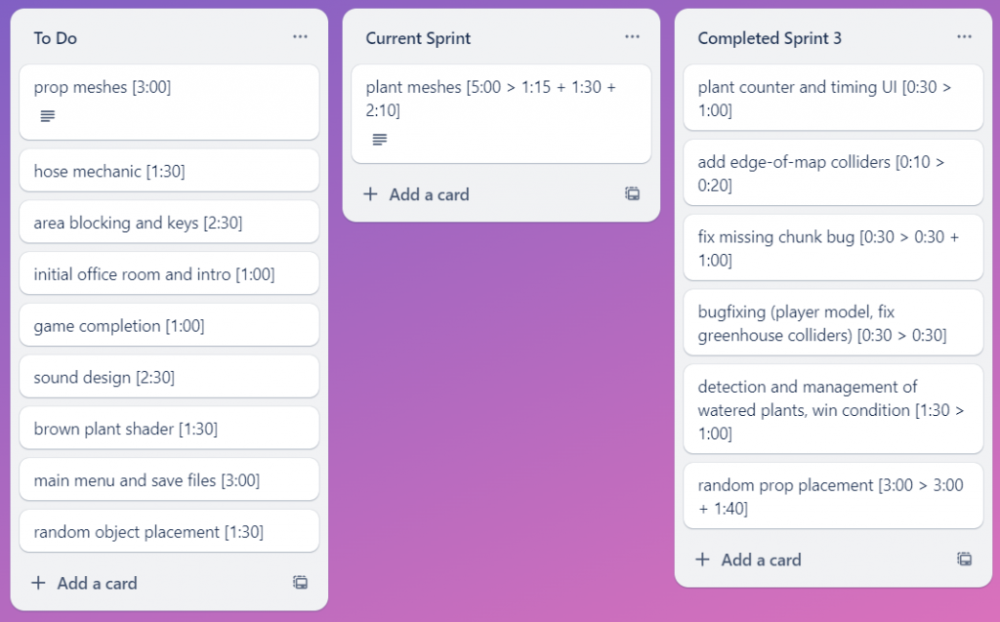 To Do
prop meshes [3:00]
hose mechanic [1:30]
area blocking and keys [2:30]
initial office room and intro [1:00]
game completion [1:00]
sound design [2:30]
brown plant shader [1:30]
main menu and save files [3:00]
random object placement [1:30]
+ Add a card
Current Sprint
plant meshes [5:00 > 1:15 + 1:30 +
2:10]
+ Add a card
Completed Sprint 3
plant counter and timing UI [0:30 >
1:00]
add edge-of-map colliders [0:10 >
0:20]
fix missing chunk bug [0:30 > 0:30 +
1:00]
bugfixing (player model, fix
greenhouse colliders) [0:30 > 0:30]
detection and management of
watered plants, win condition [1:30 >
1:00]
random prop placement [3:00 > 3:00
+ 1:40]
+ Add a card